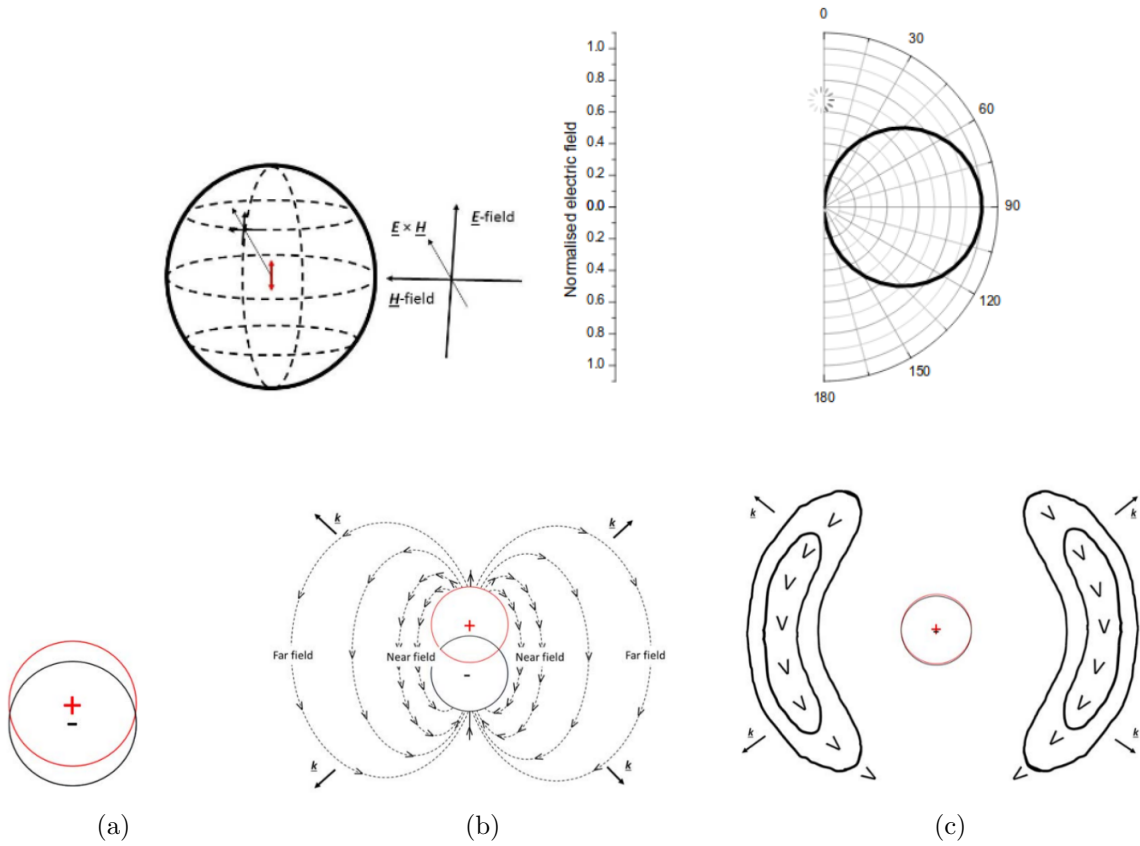 E-field
E × H
H-field
Normalised electric field
1.0
0.8
0.6
0.4
0.2
0.0
0.2
0.4
0.6
0.8
1.0
0
30
60
90
120
150
180
+
-
k
k
+
-
Far field
Near field
Near field
Far field
k
k
k
k
+
k
k
(a)
(b)
(c)